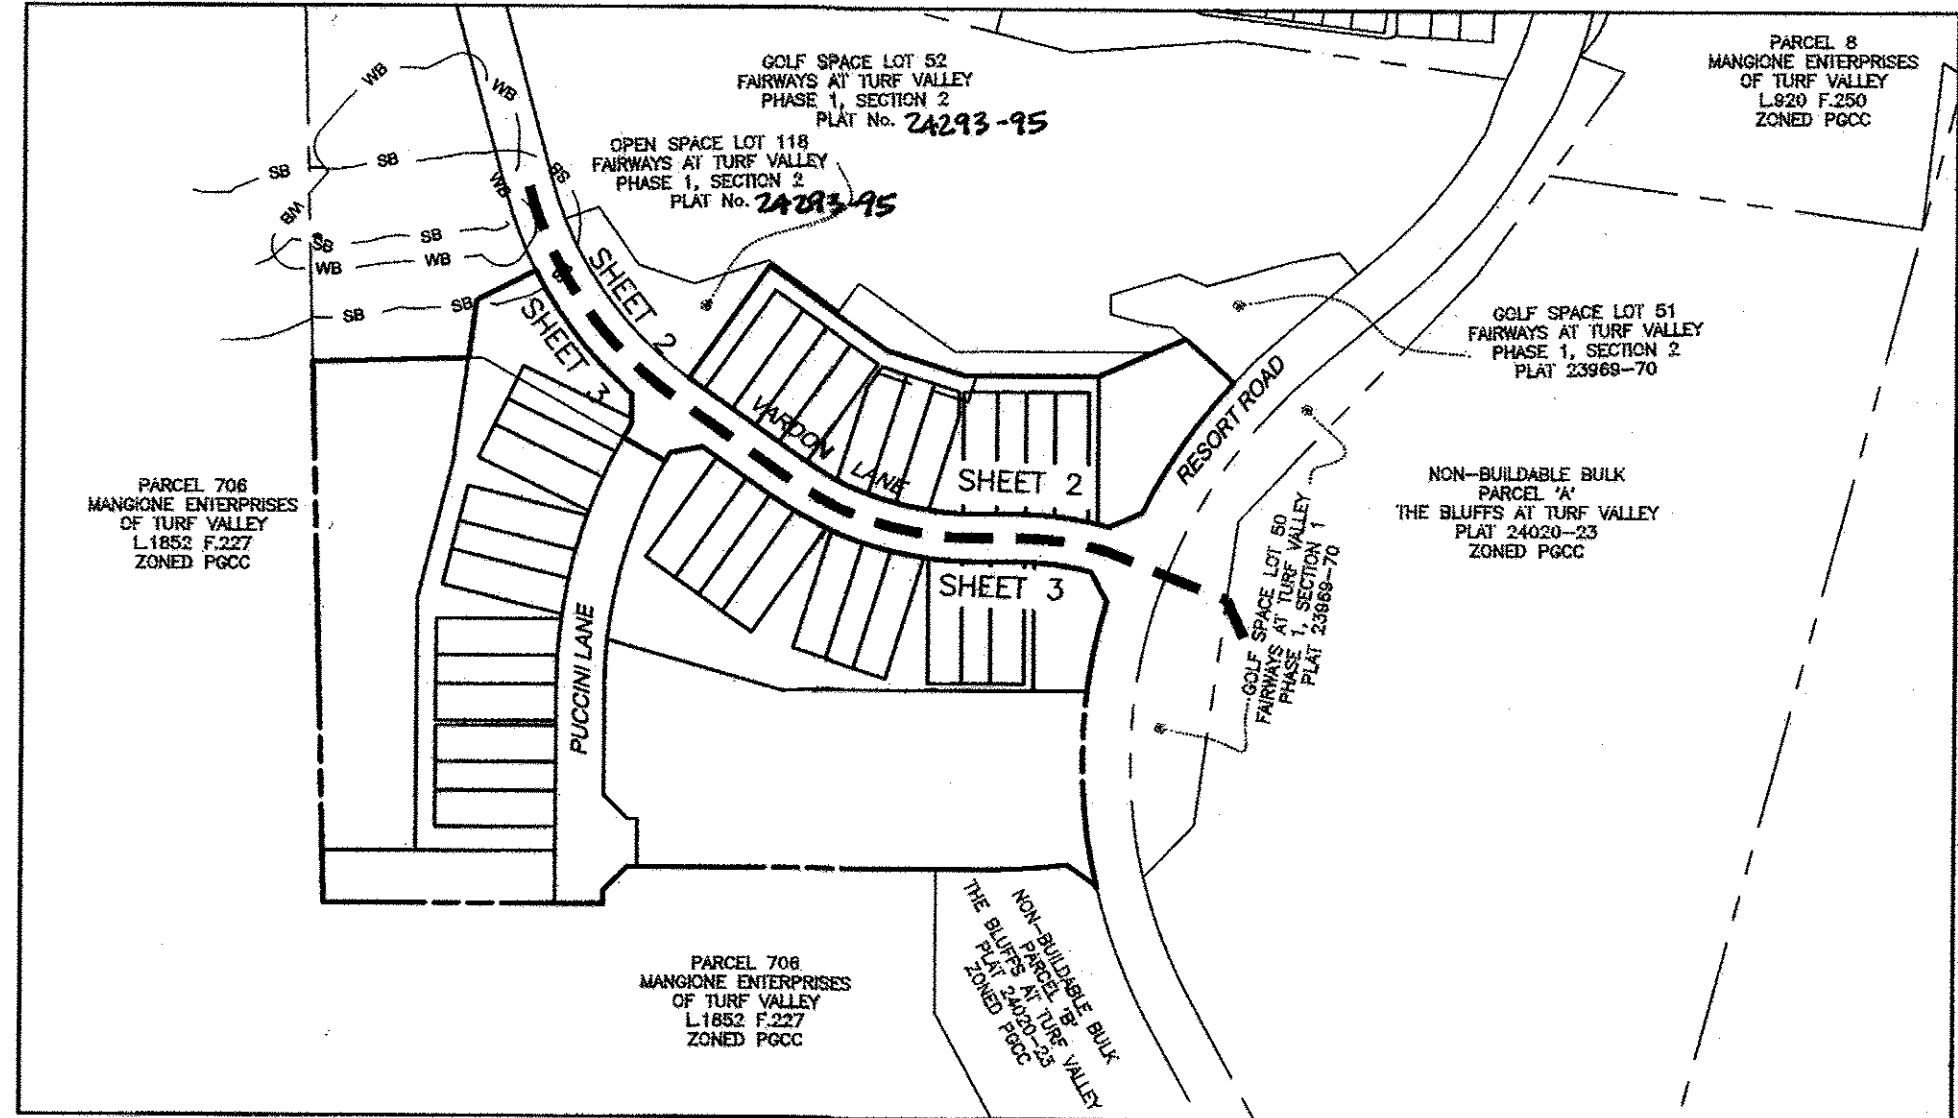 GOLF SPACE LOT 52
FAIRWAYS AT TURF VALLEY
PHASE 1, SECTION 2
PLAT No. 24293-95
PARCEL 8
MANGIONE ENTERPRISES
OF TURF VALLEY
L.920 F.250
ZONED PGCC
OPEN SPACE LOT 118
FAIRWAYS AT TURF VALLEY
PHASE 1, SECTION 2
PLAT No. 24293-95
WB
WB
SB
SB
SB
WB
WB
SB
SB
WB
WB
SB
SB
SHEET 2
SHEET 3
GOLF SPACE LOT 51
FAIRWAYS AT TURF VALLEY
PHASE 1, SECTION 2
PLAT 23969-70
RESORT ROAD
VARDON LANE
SHEET 2
PARCEL 706
MANGIONE ENTERPRISES
OF TURF VALLEY
L.1852 F.227
ZONED PGCC
NON-BUILDABLE BULK
PARCEL 'A'
THE BLUFFS AT TURF VALLEY
PLAT 24020-23
ZONED PGCC
SHEET 3
GOLF SPACE LOT 50
FAIRWAYS AT TURF VALLEY
PHASE 1, SECTION 1
PLAT 23969-70
PUCCINI LANE
NON-BUILDABLE BULK
PARCEL 'B'
THE BLUFFS AT TURF VALLEY
PLAT 24020-23
ZONED PGCC
PARCEL 706
MANGIONE ENTERPRISES
OF TURF VALLEY
L.1852 F.227
ZONED PGCC